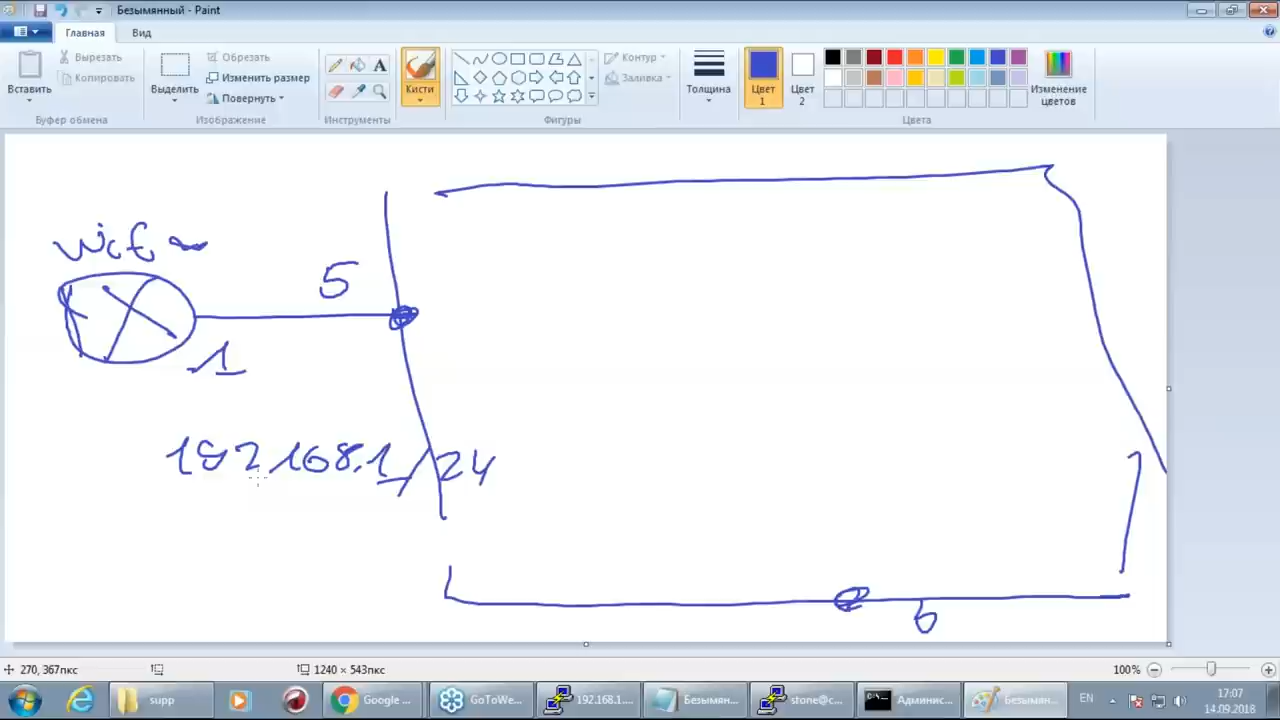 Безымянный - Paint
Главная Вид
Вставить
Вырезать
Копировать
Буфер обмена
Выделить
Обрезать
Изменить размер
Повернуть
Изображение
A
Инструменты
Кисти
Контур
Заливка
Фигуры
Толщина
Цвет 1
Цвет 2
Изменение цветов
Цвета
5
1
192.168.1/24
6
270, 367пкс
1240 × 543пкс
100%
supp
Google ...
GoToWe...
192.168.1....
Безымян...
stone@c...
Админис...
Безымян...
EN
17:07
14.09.2018